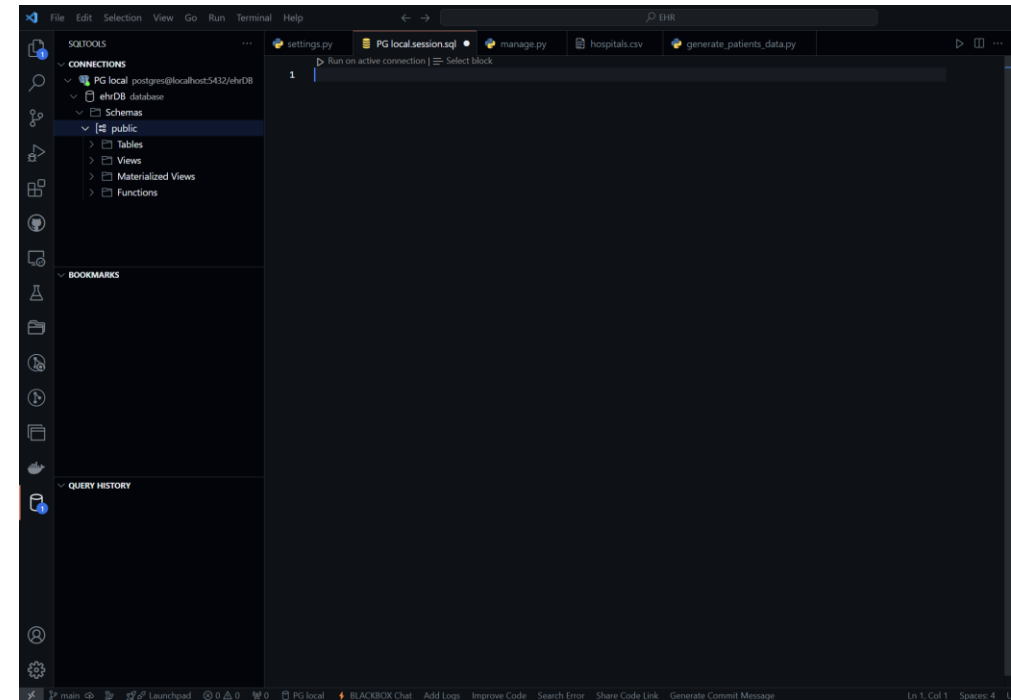 File Edit Selection View Go Run Terminal Help
EHR
SQLTOOLS
settings.py PG local.session.sql manage.py hospitals.csv generate_patients_data.py
CONNECTIONS
Run on active connection | Select block
PG local postgres@localhost:5432/ehrDB
1
ehrDB database
Schemas
public
Tables
Views
Materialized Views
Functions
BOOKMARKS
QUERY HISTORY
1
1
main Launchpad 0 0 0 PG local BLACKBOX Chat Add Logs Improve Code Search Error Share Code Link Generate Commit Message Ln 1, Col 1 Spaces: 4